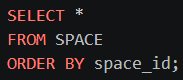 SELECT *
FROM SPACE
ORDER BY space_id;